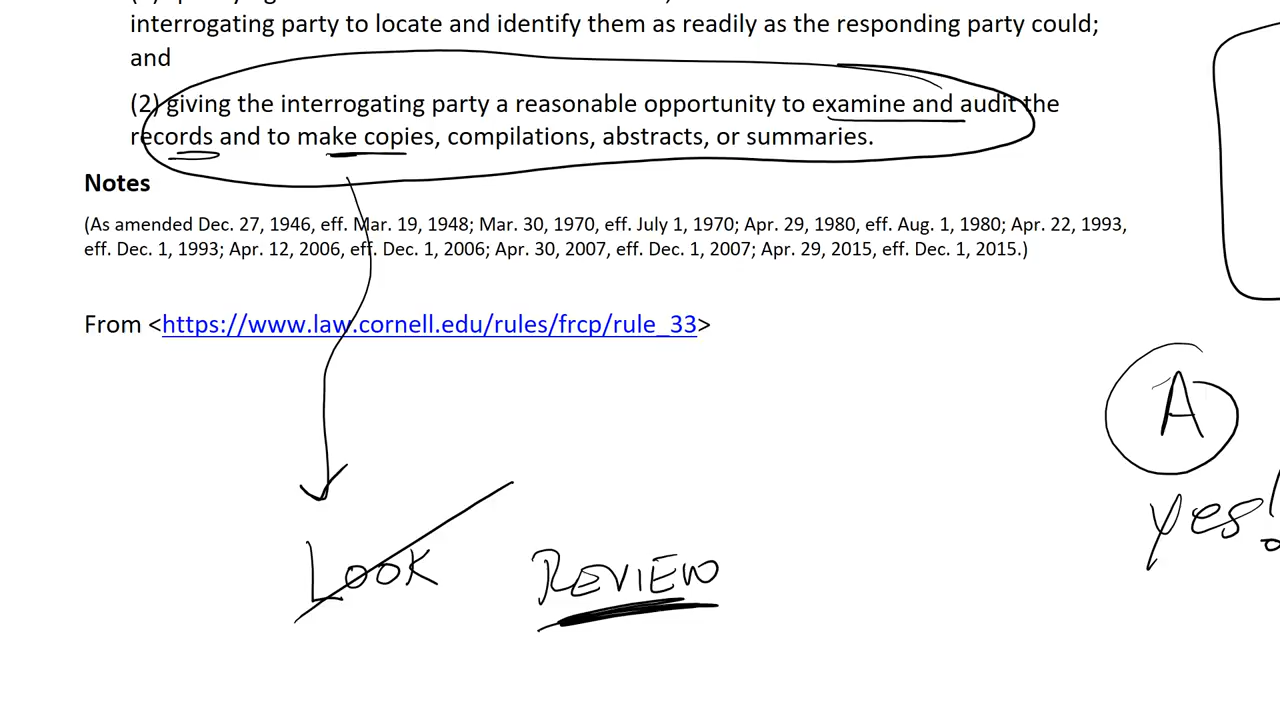 interrogating party to locate and identify them as readily as the responding party could;
and
(2) giving the interrogating party a reasonable opportunity to examine and audit the
records and to make copies, compilations, abstracts, or summaries.
Notes
(As amended Dec. 27, 1946, eff. Mar. 19, 1948; Mar. 30, 1970, eff. July 1, 1970; Apr. 29, 1980, eff. Aug. 1, 1980; Apr. 22, 1993,
eff. Dec. 1, 1993; Apr. 12, 2006, eff. Dec. 1, 2006; Apr. 30, 2007, eff. Dec. 1, 2007; Apr. 29, 2015, eff. Dec. 1, 2015.)
From <https://www.law.cornell.edu/rules/frcp/rule_33>
A
yes!
Look
REVIEW